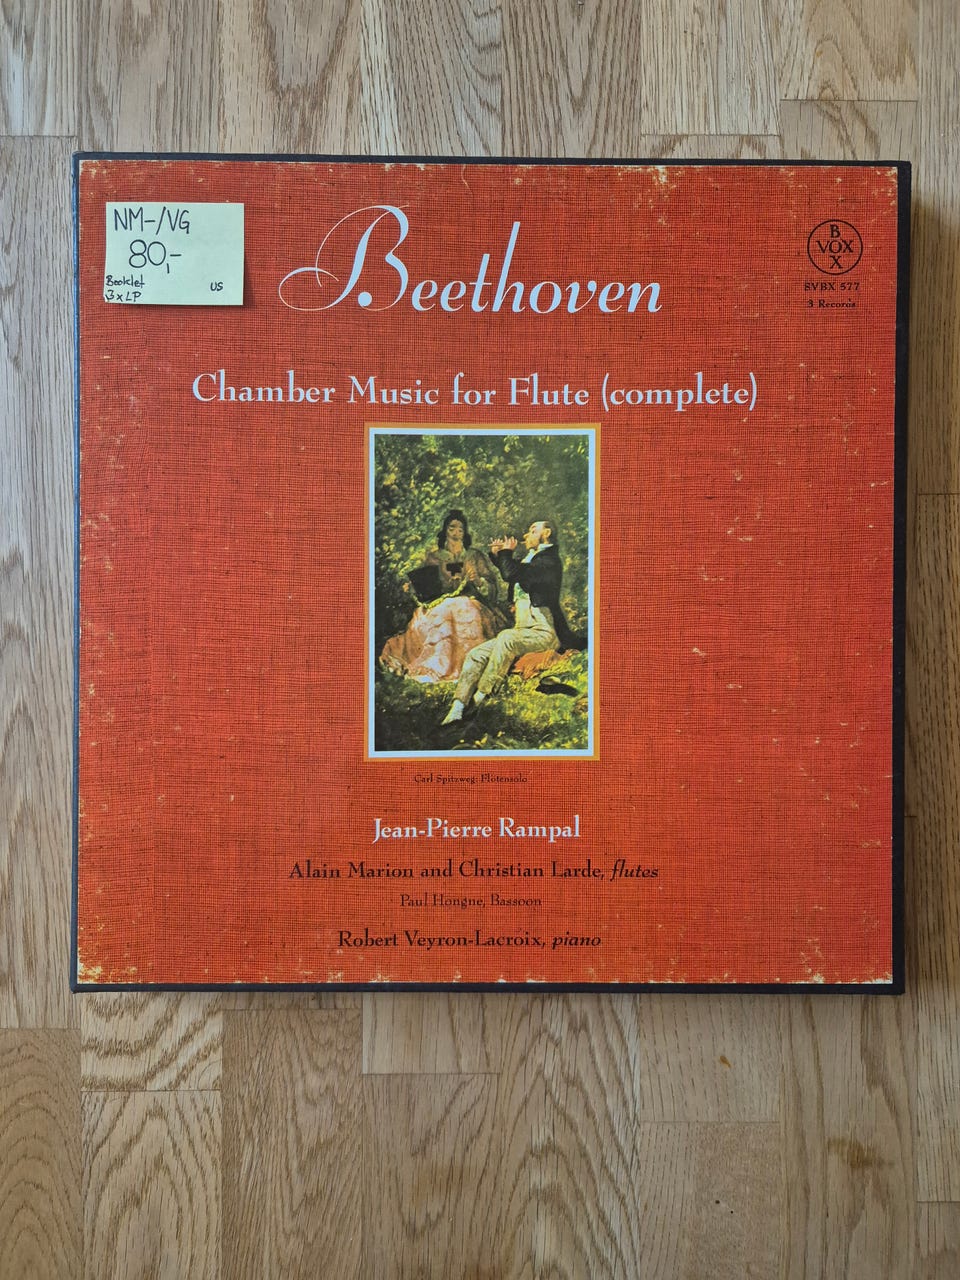 NM-/VG
80,-
Booklet
3xLP
US
Beethoven
B
VOX
X
SVBX 577
3 Records
Chamber Music for Flute (complete)
Carl Spitzweg: Flötensolo
Jean-Pierre Rampal
Alain Marion and Christian Larde, flutes
Paul Hongne, Bassoon
Robert Veyron-Lacroix, piano